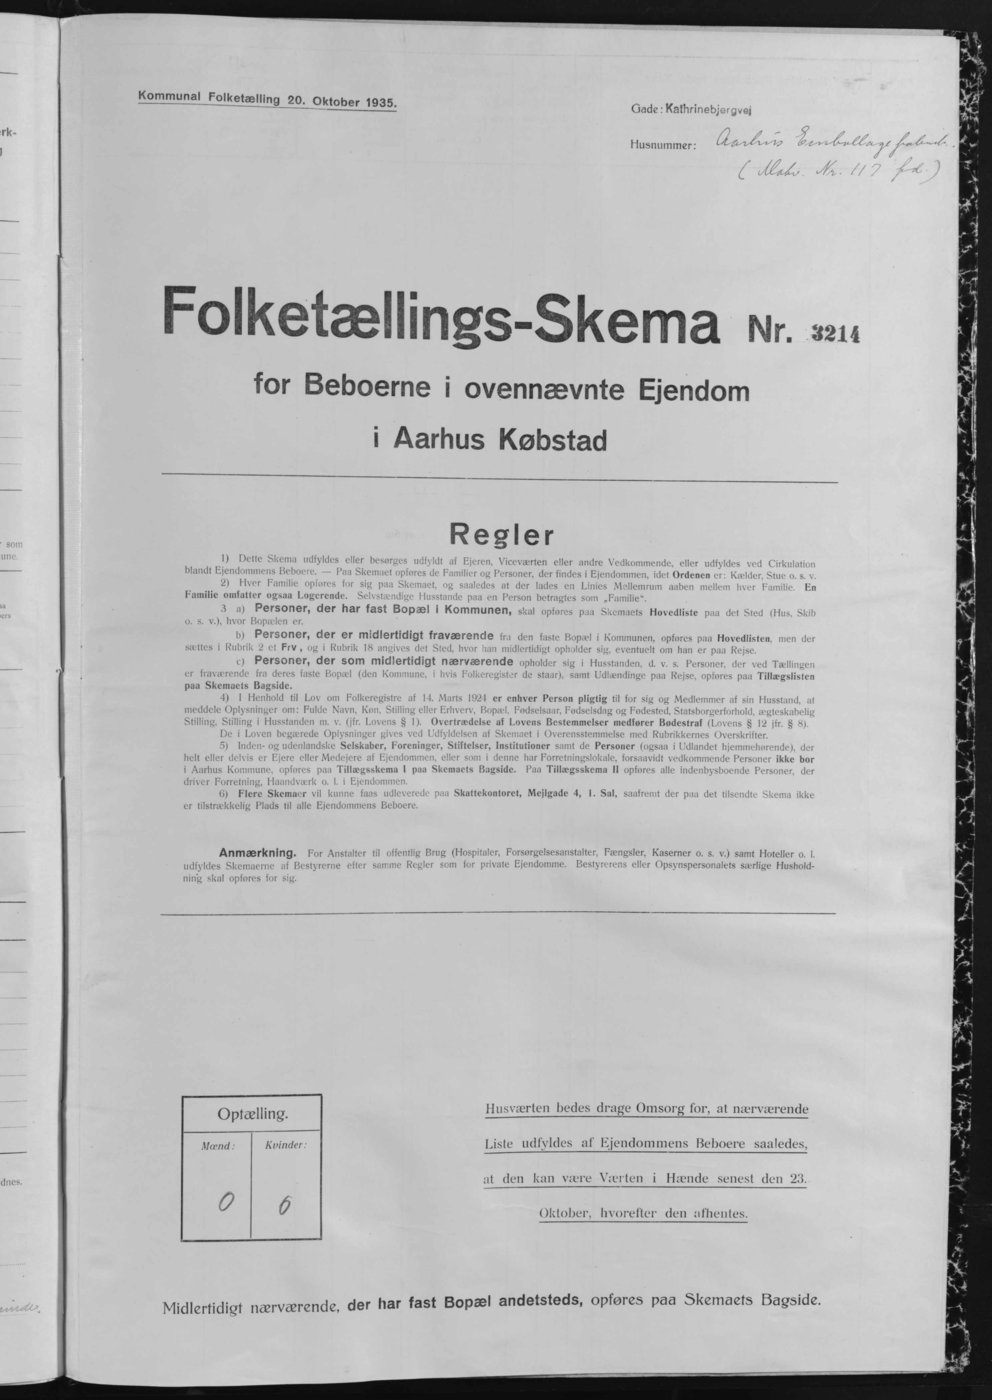 Kommunal Folketælling 20. Oktober 1935.
Gade: Kathrinebjergvej
Husnummer: Aarhus Emballagefabrik.
(Matr. Nr. 117 fd.)
Folketællings-Skema Nr. 3214
for Beboerne i ovennævnte Ejendom
i Aarhus Købstad
Regler
1) Dette Skema udfyldes eller besørges udfyldt af Ejeren, Viceværten eller andre Vedkommende, eller udfyldes ved Cirkulation
blandt Ejendommens Beboere. — Paa Skemaet opføres de Familier og Personer, der findes i Ejendommen, idet Ordenen er: Kælder, Stue o. s. v.
2) Hver Familie opføres for sig paa Skemaet, og saaledes at der lades en Linies Mellemrum aaben mellem hver Familie. En
Familie omfatter ogsaa Logerende. Selvstændige Husstande paa en Person betragtes som „Familie".
3 a) Personer, der har fast Bopæl i Kommunen, skal opføres paa Skemaets Hovedliste paa det Sted (Hus, Skib
o. s. v.), hvor Bopælen er.
b) Personer, der er midlertidigt fraværende fra den faste Bopæl i Kommunen, opføres paa Hovedlisten, men der
sættes i Rubrik 2 et Frv, og i Rubrik 18 angives det Sted, hvor han midlertidigt opholder sig, eventuelt om han er paa Rejse.
c) Personer, der som midlertidigt nærværende opholder sig i Husstanden, d. v. s. Personer, der ved Tællingen
er fraværende fra deres faste Bopæl (den Kommune, i hvis Folkeregister de staar), samt Udlændinge paa Rejse, opføres paa Tillægslisten
paa Skemaets Bagside.
4) I Henhold til Lov om Folkeregistre af 14. Marts 1924 er enhver Person pligtig til for sig og Medlemmer af sin Husstand, at
meddele Oplysninger om: Fulde Navn, Køn, Stilling eller Erhverv, Bopæl, Fødselsaar, Fødselsdag og Fødested, Statsborgerforhold, ægteskabelig
Stilling, Stilling i Husstanden m. v. (jfr. Lovens § 1). Overtrædelse af Lovens Bestemmelser medfører Bødestraf (Lovens § 12 jfr. § 8).
De i Loven begærede Oplysninger gives ved Udfyldelsen af Skemaet i Overensstemmelse med Rubrikkernes Overskrifter.
5) Inden- og udenlandske Selskaber, Foreninger, Stiftelser, Institutioner samt de Personer (ogsaa i Udlandet hjemmehørende), der
helt eller delvis er Ejere eller Medejere af Ejendommen, eller som i denne har Forretningslokale, forsaavidt vedkommende Personer ikke bor
i Aarhus Kommune, opføres paa Tillægsskema I paa Skemaets Bagside. Paa Tillægsskema II opføres alle indenbysboende Personer, der
driver Forretning, Haandværk o. l. i Ejendommen.
6) Flere Skemaer vil kunne faas udleverede paa Skattekontoret, Mejlgade 4, 1. Sal, saafremt der paa det tilsendte Skema ikke
er tilstrækkelig Plads til alle Ejendommens Beboere.
Anmærkning. For Anstalter til offentlig Brug (Hospitaler, Forsørgelsesanstalter, Fængsler, Kaserner o. s. v.) samt Hoteller o. l.
udfyldes Skemaerne af Bestyrerne efter samme Regler som for private Ejendomme. Bestyrerens eller Opsynspersonalets særlige Hushold-
ning skal opføres for sig.
Optælling.
Mænd: Kvinder:
0 6
Husværten bedes drage Omsorg for, at nærværende
Liste udfyldes af Ejendommens Beboere saaledes,
at den kan være Værten i Hænde senest den 23.
Oktober, hvorefter den afhentes.
Midlertidigt nærværende, der har fast Bopæl andetsteds, opføres paa Skemaets Bagside.